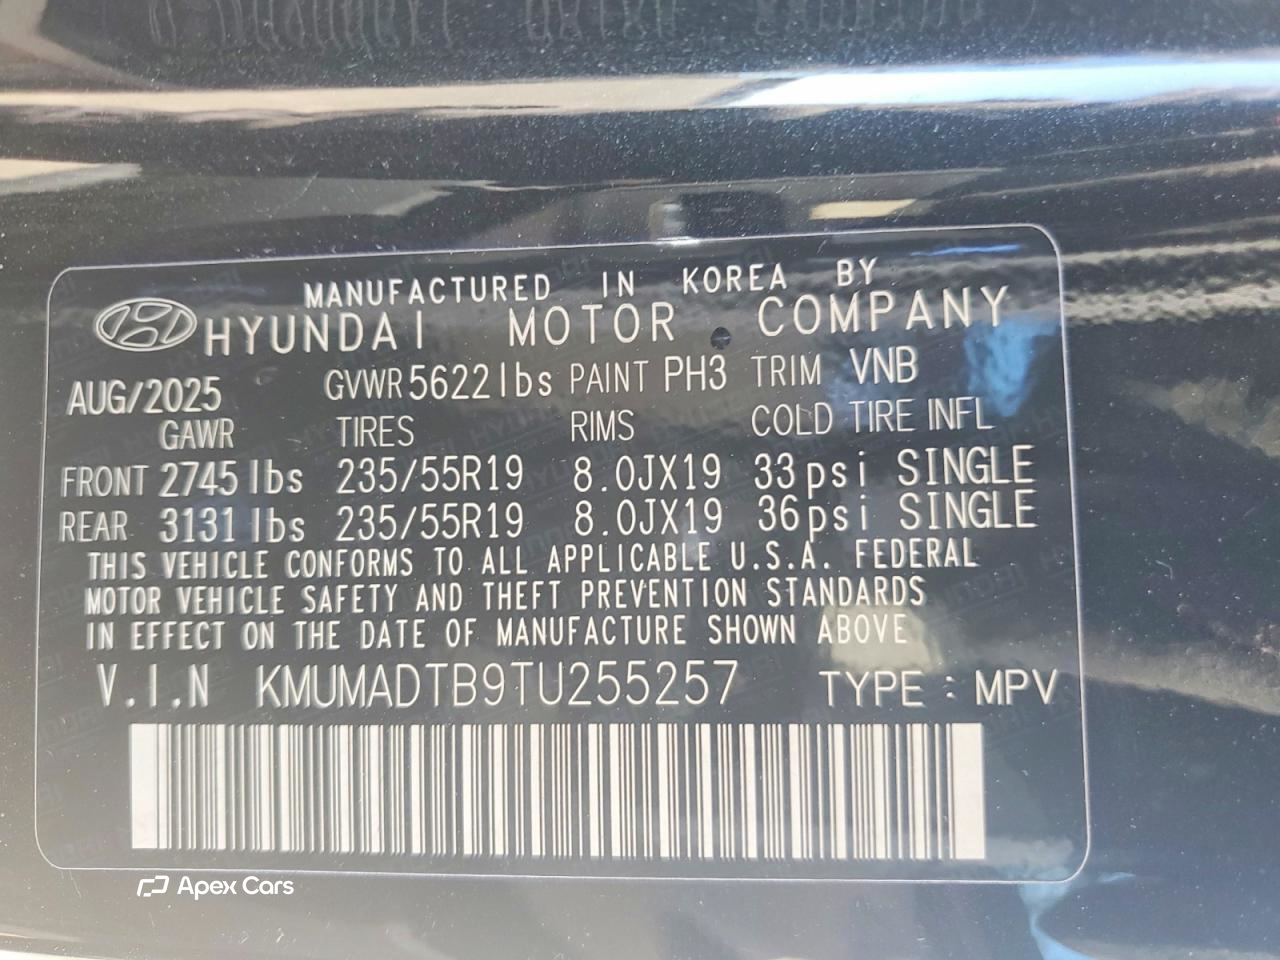 MANUFACTURED IN KOREA BY
HYUNDAI MOTOR COMPANY
AUG/2025 GVWR 5622 lbs PAINT PH3 TRIM VNB
GAWR TIRES RIMS COLD TIRE INFL
FRONT 2745 lbs 235/55R19 8.0JX19 33psi SINGLE
REAR 3131 lbs 235/55R19 8.0JX19 36psi SINGLE
THIS VEHICLE CONFORMS TO ALL APPLICABLE U.S.A. FEDERAL
MOTOR VEHICLE SAFETY AND THEFT PREVENTION STANDARDS
IN EFFECT ON THE DATE OF MANUFACTURE SHOWN ABOVE
V.I.N KMUMADTB9TU255257 TYPE : MPV
Apex Cars